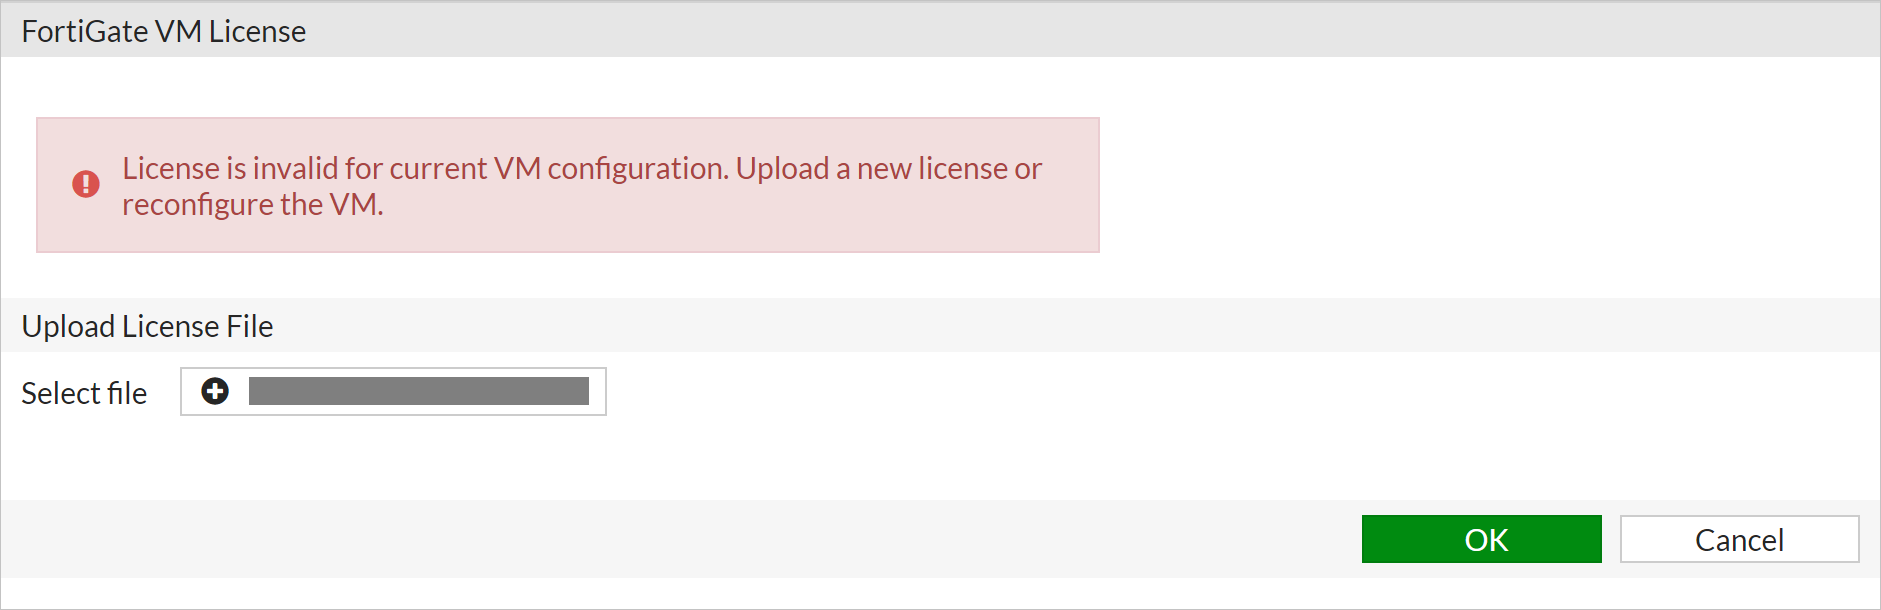 FortiGate VM License
License is invalid for current VM configuration. Upload a new license or
reconfigure the VM.
Upload License File
Select file
OK
Cancel